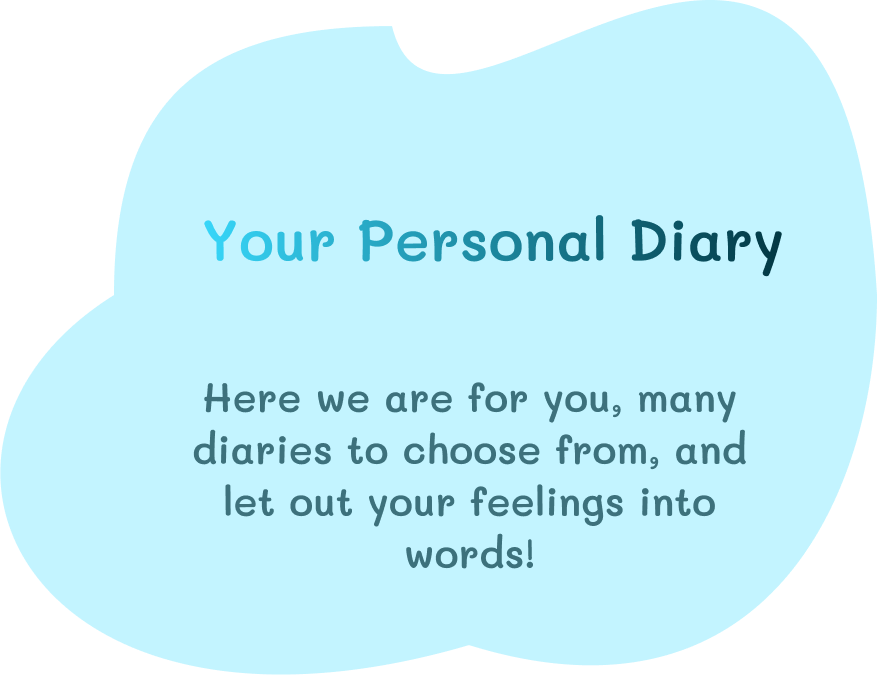 Your Personal Diary
Here we are for you, many
diaries to choose from, and
let out your feelings into
words!